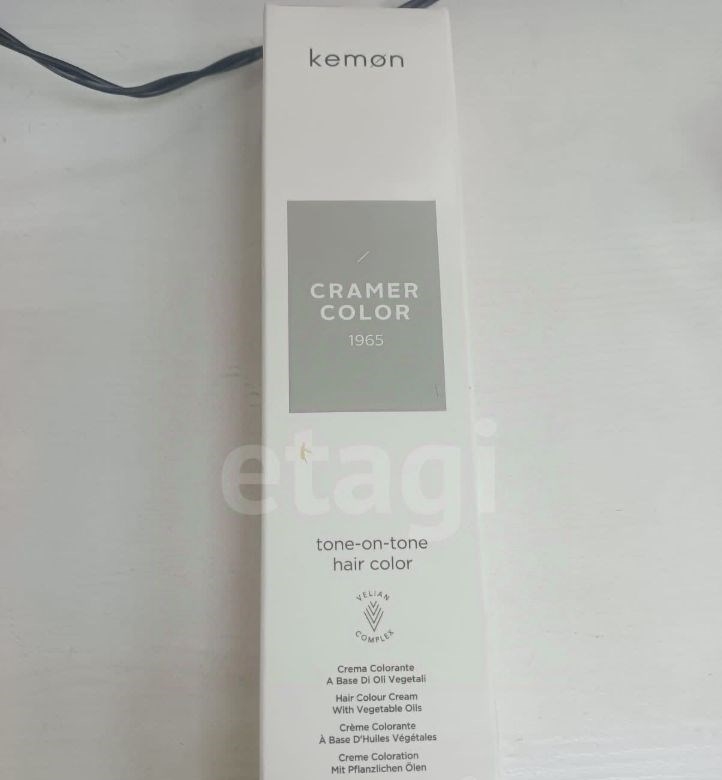 kemøn
CRAMER
COLOR
1965
etagi
tone-on-tone
hair color
VELIAN
COMPLEX
Crema Colorante
A Base Di Oli Vegetali
Hair Colour Cream
With Vegetable Oils
Crème Colorante
À Base D'Huiles Végétales
Creme Coloration
Mit Pflanzlichen Ölen